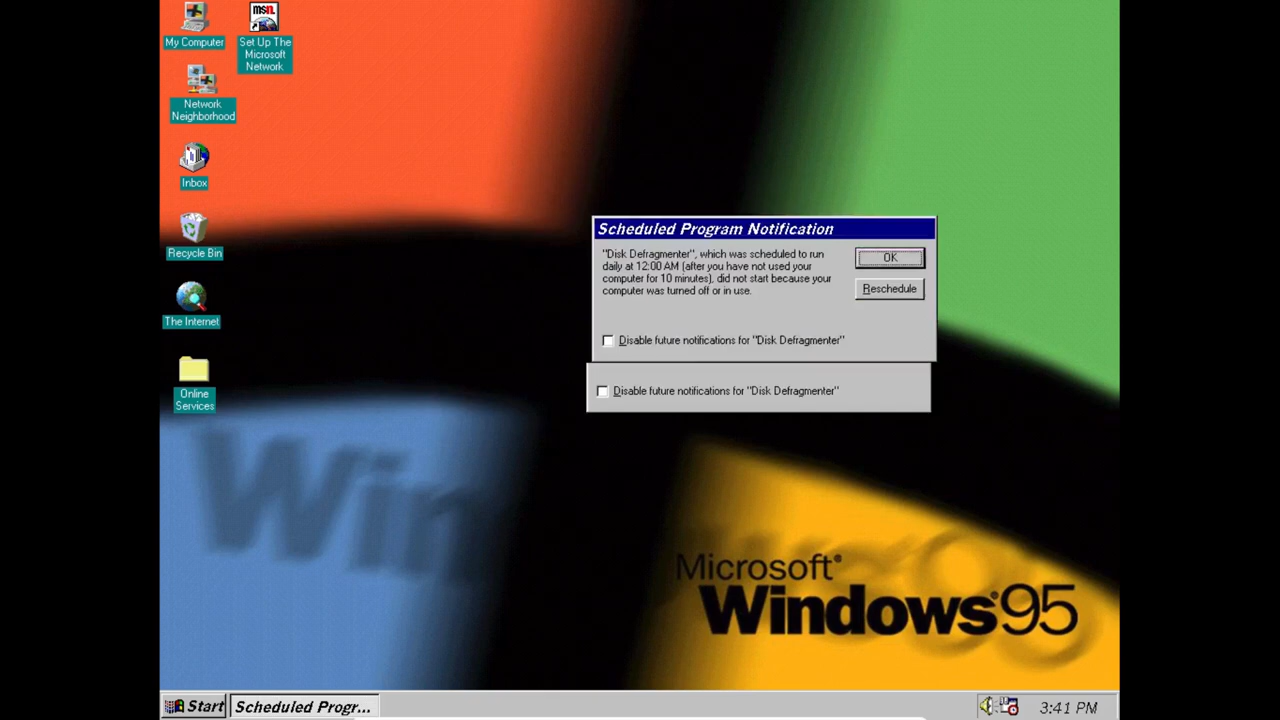 My Computer
msn.
Set Up The
Microsoft
Network
Network
Neighborhood
Inbox
Recycle Bin
The Internet
Online
Services
Scheduled Program Notification
"Disk Defragmenter", which was scheduled to run
daily at 12:00 AM (after you have not used your
computer for 10 minutes), did not start because your
computer was turned off or in use.
OK
Reschedule
Disable future notifications for "Disk Defragmenter"
Disable future notifications for "Disk Defragmenter"
Win
Microsoft®
Windows®95
Start
Scheduled Progr...
3:41 PM